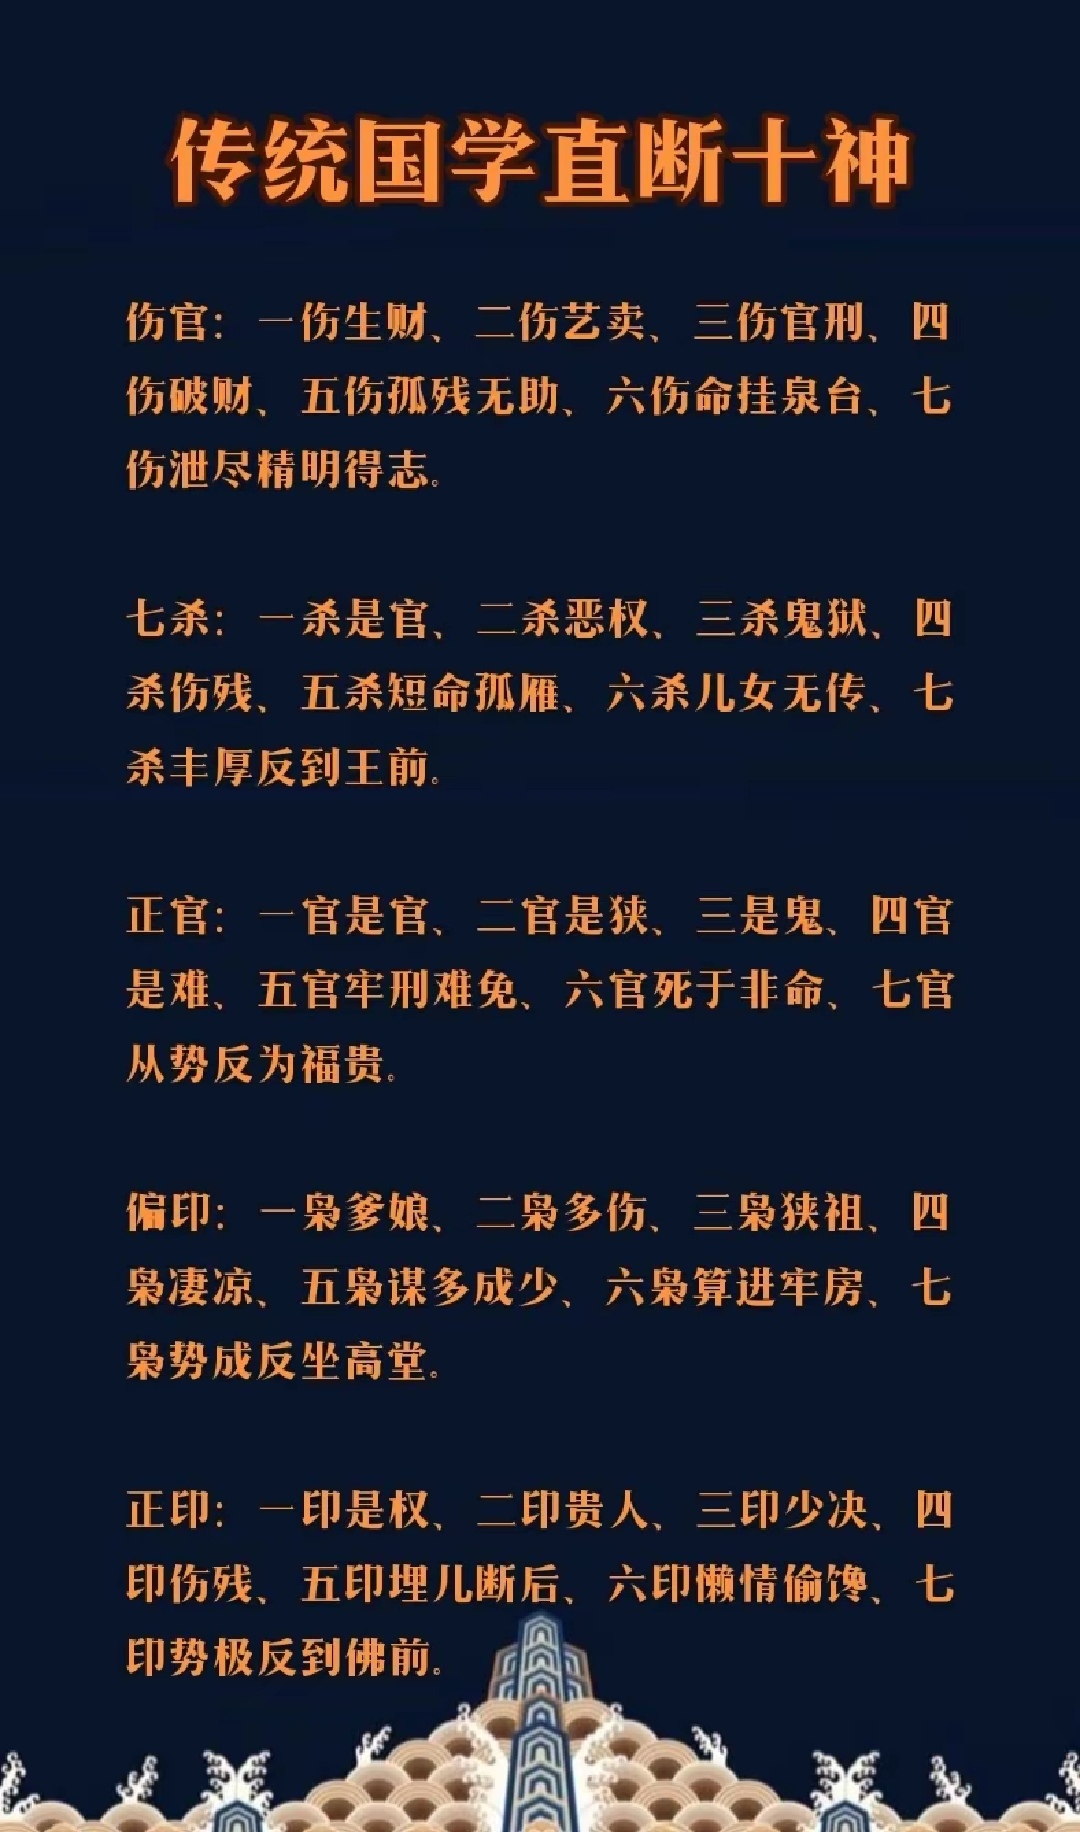 传统国学直断十神
伤官：一伤生财、二伤艺卖、三伤官刑、四
伤破财、五伤孤残无助、六伤命挂泉台、七
伤泄尽精明得志。
七杀：一杀是官、二杀恶权、三杀鬼狱、四
杀伤残、五杀短命孤雁、六杀儿女无传、七
杀丰厚反到王前。
正官：一官是官、二官是狭、三是鬼、四官
是难、五官牢刑难免、六官死于非命、七官
从势反为福贵。
偏印：一枭爹娘、二枭多伤、三枭狭祖、四
枭凄凉、五枭谋多成少、六枭算进牢房、七
枭势成反坐高堂。
正印：一印是权、二印贵人、三印少决、四
印伤残、五印埋儿断后、六印懒情偷馋、七
印势极反到佛前。